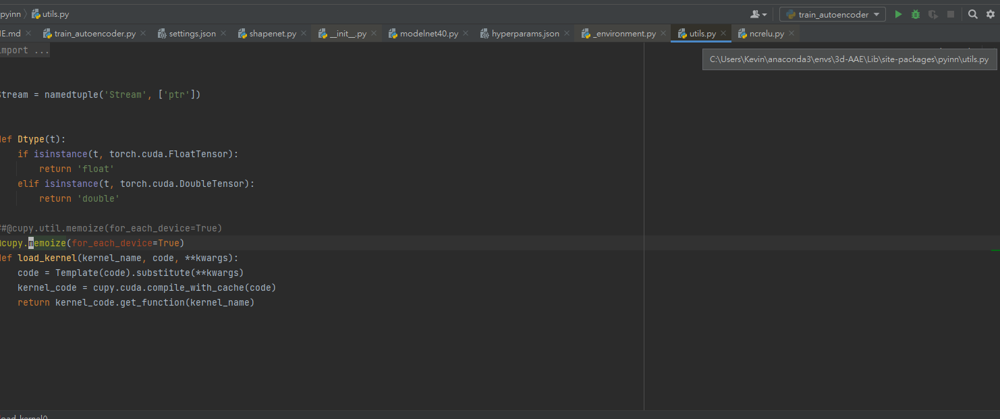 pyinn utils.py train_autoencoder
E.md train_autoencoder.py settings.json shapenet.py __init__.py modelnet40.py hyperparams.json _environment.py utils.py ncrelu.py
import ...
C:\Users\Kevin\anaconda3\envs\3d-AAE\Lib\site-packages\pyinn\utils.py
Stream = namedtuple('Stream', ['ptr'])
def Dtype(t):
if isinstance(t, torch.cuda.FloatTensor):
return 'float'
elif isinstance(t, torch.cuda.DoubleTensor):
return 'double'
##@cupy.util.memoize(for_each_device=True)
@cupy.memoize(for_each_device=True)
def load_kernel(kernel_name, code, **kwargs):
code = Template(code).substitute(**kwargs)
kernel_code = cupy.cuda.compile_with_cache(code)
return kernel_code.get_function(kernel_name)
load_kernel()